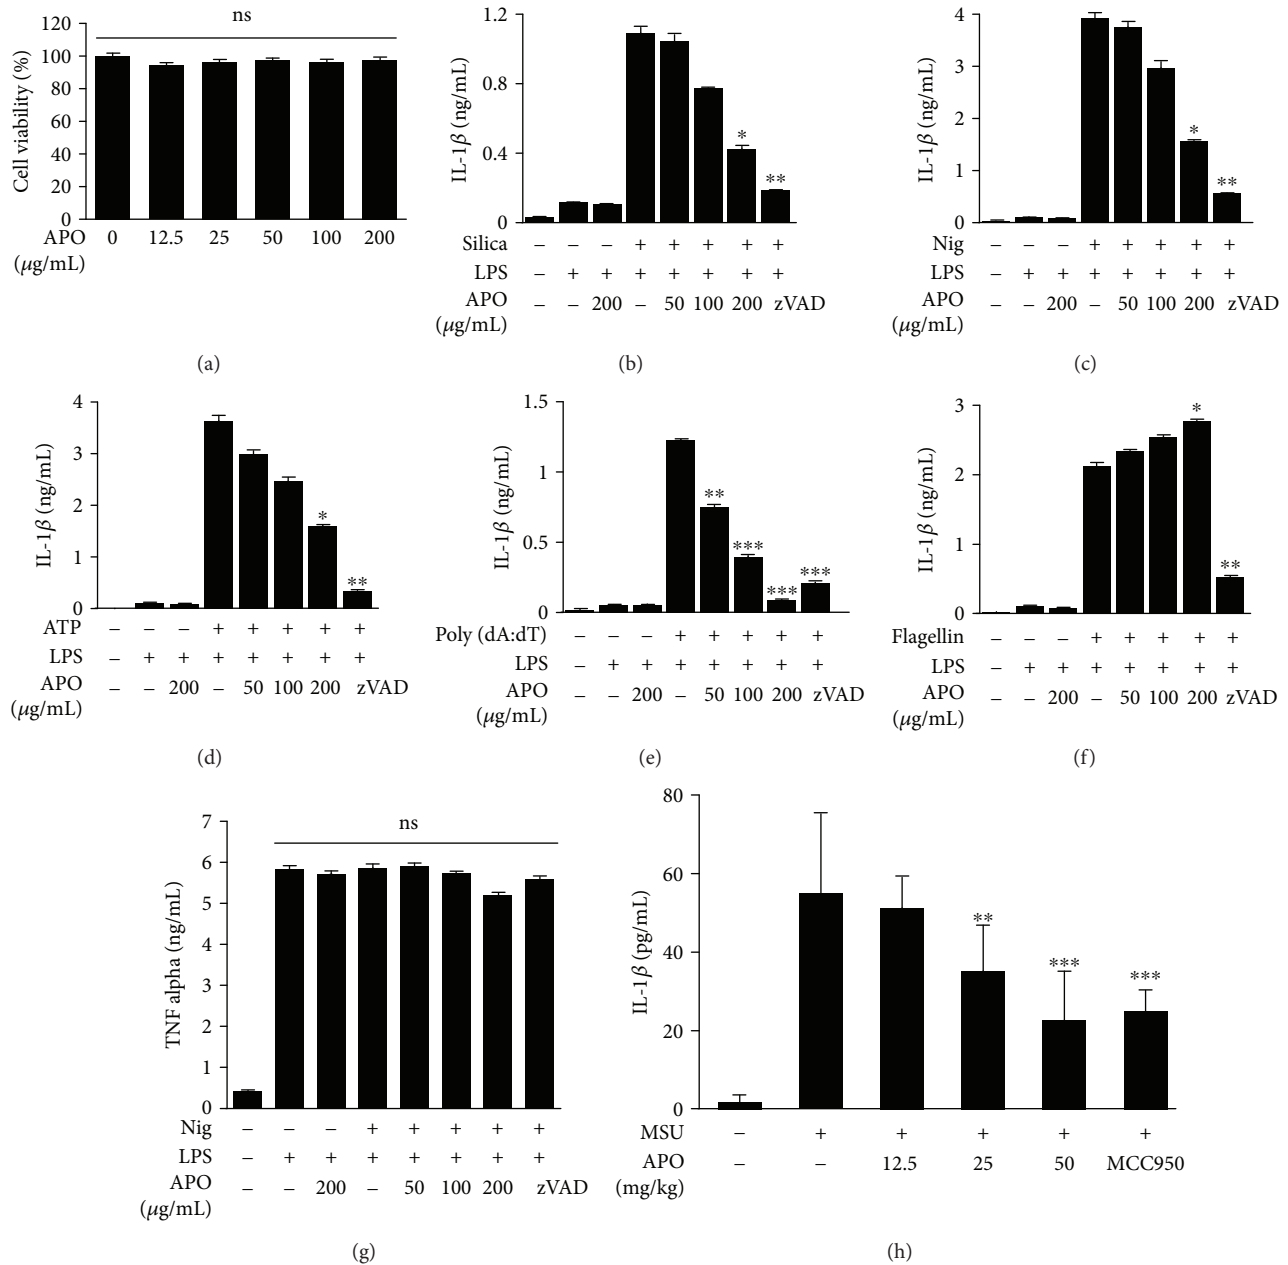 ns
120
100
80
60
40
20
0
Cell viability (%)
APO 0 12.5 25 50 100 200
(μg/mL)
(a)
1.2
0.8
0.4
0
IL-1β (ng/mL)
* **
Silica – – – + + + + +
LPS – + + + + + + +
APO – – 200 – 50 100 200 zVAD
(μg/mL)
(b)
4
3
2
1
0
IL-1β (ng/mL)
* **
Nig – – – + + + + +
LPS – + + + + + + +
APO – – 200 – 50 100 200 zVAD
(μg/mL)
(c)
4
3
2
1
0
IL-1β (ng/mL)
* **
ATP – – – + + + + +
LPS – + + + + + + +
APO – – 200 – 50 100 200 zVAD
(μg/mL)
(d)
1.5
1
0.5
0
IL-1β (ng/mL)
** *** *** ***
Poly (dA:dT) – – – + + + + +
LPS – + + + + + + +
APO – – 200 – 50 100 200 zVAD
(μg/mL)
(e)
3
2
1
0
IL-1β (ng/mL)
* **
Flagellin – – – + + + + +
LPS – + + + + + + +
APO – – 200 – 50 100 200 zVAD
(μg/mL)
(f)
ns
7
6
5
4
3
2
1
0
TNF alpha (ng/mL)
Nig – – – + + + + +
LPS – + + + + + + +
APO – – 200 – 50 100 200 zVAD
(μg/mL)
(g)
80
60
40
20
0
IL-1β (pg/mL)
** *** ***
MSU – + + + + +
APO – – 12.5 25 50 MCC950
(mg/kg)
(h)